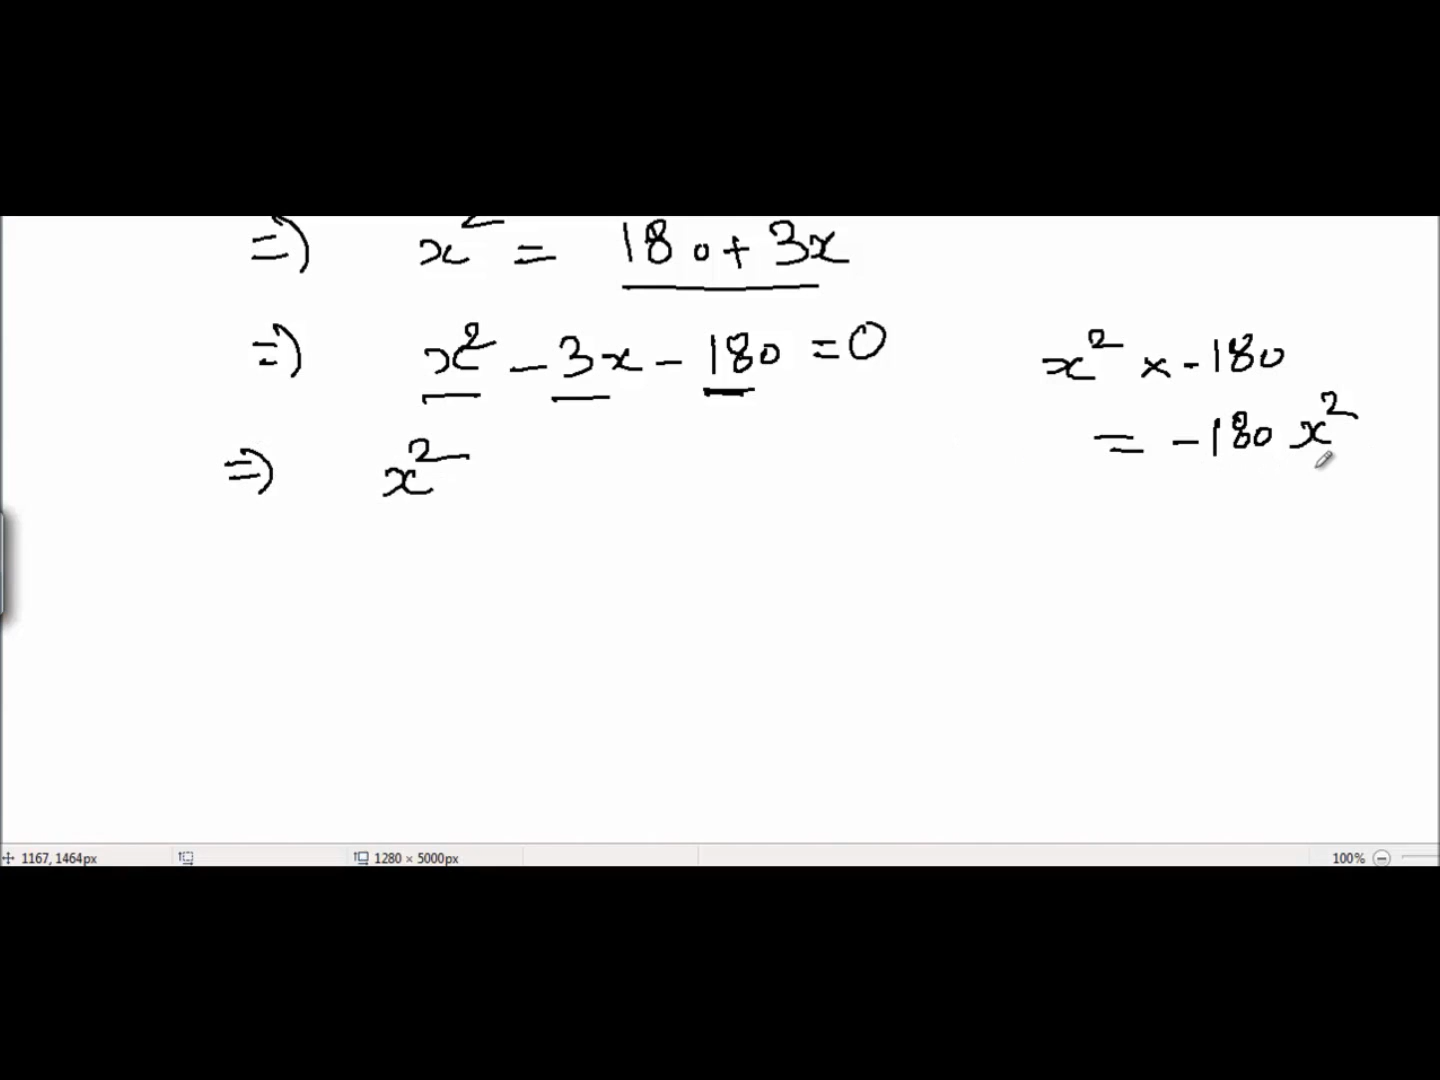 => x² = 180 + 3x
=> x² - 3x - 180 = 0
x² × -180
= -180 x²
=> x²
1167, 1464px 1280 × 5000px 100%